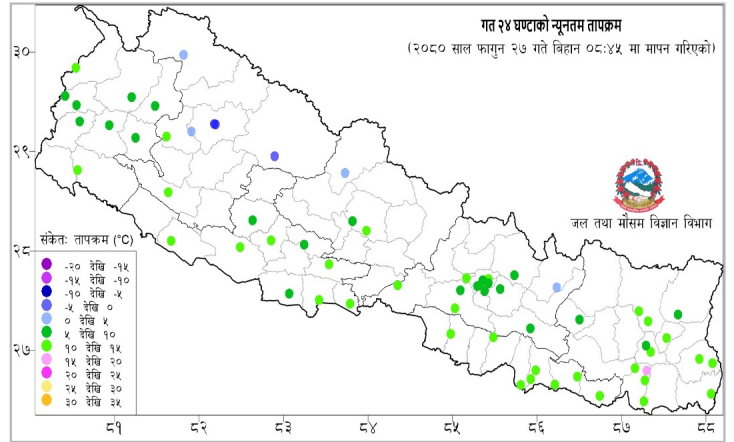 गत २४ घण्टाको न्यूनतम तापक्रम
(२०८० साल फागुन २७ गते बिहान ०८:४५ मा मापन गरिएको)
जल तथा मौसम विज्ञान विभाग
संकेतः तापक्रम (°C)
-२० देखि -१५
-१५ देखि -१०
-१० देखि -५
-५ देखि ०
० देखि ५
५ देखि १०
१० देखि १५
१५ देखि २०
२० देखि २५
२५ देखि ३०
३० देखि ३५
३०
२९
२८
२७
८१ ८२ ८३ ८४ ८५ ८६ ८७ ८८